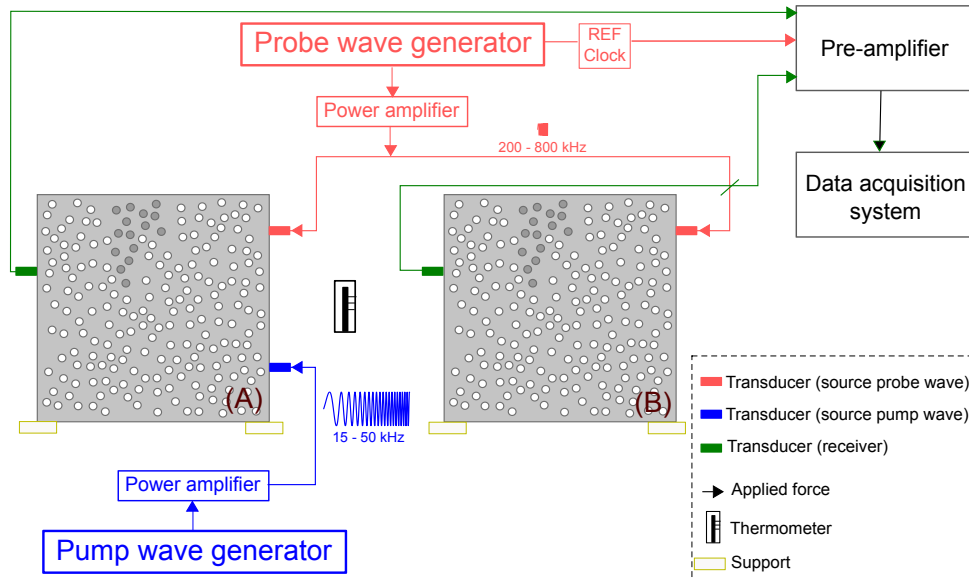 Probe wave generator
REF
Clock
Pre-amplifier
Power amplifier
200 - 800 kHz
Data acquisition
system
(A)
(B)
15 - 50 kHz
Power amplifier
Pump wave generator
Transducer (source probe wave)
Transducer (source pump wave)
Transducer (receiver)
Applied force
Thermometer
Support